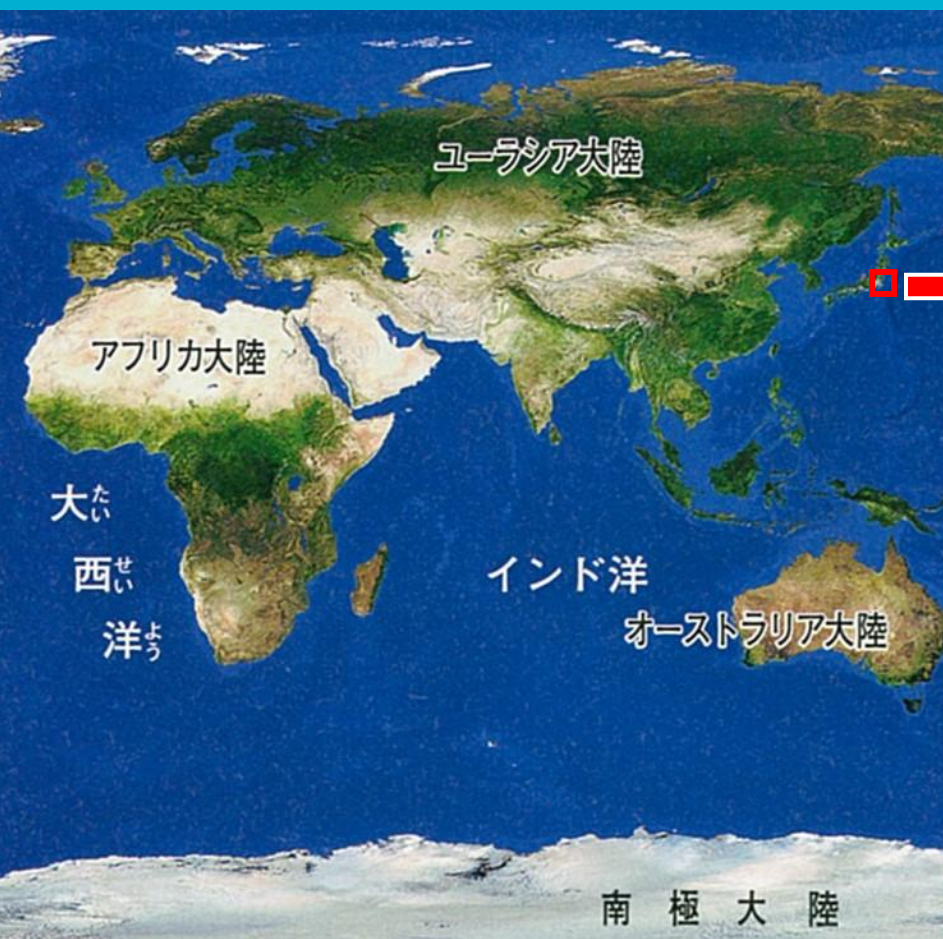 ユーラシア大陸
アフリカ大陸
大たい
西せい
洋よう
インド洋
オーストラリア大陸
南極大陸